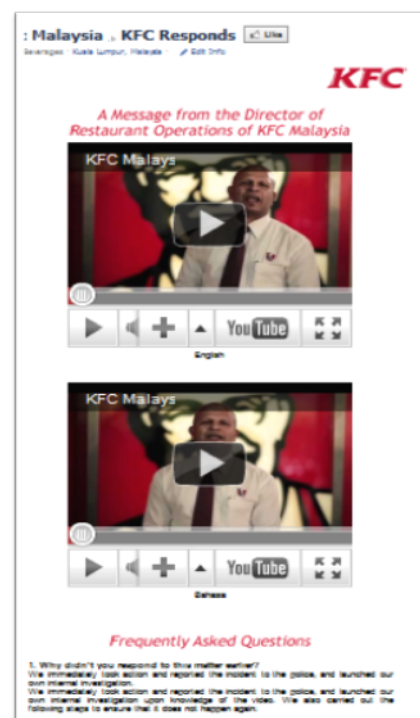 : Malaysia › KFC Responds Like
Beverages · Kuala Lumpur, Malaysia · Edit Info
KFC
A Message from the Director of
Restaurant Operations of KFC Malaysia
KFC Malays
YouTube
English
KFC Malays
YouTube
Bahasa
Frequently Asked Questions
1. Why didn't you respond to this matter earlier?
We immediately took action and reported the incident to the police, and launched our
own internal investigation.
We immediately took action and reported the incident to the police, and launched our
own internal investigation upon knowledge of the video. We also carried out the
following steps to ensure that it does not happen again.